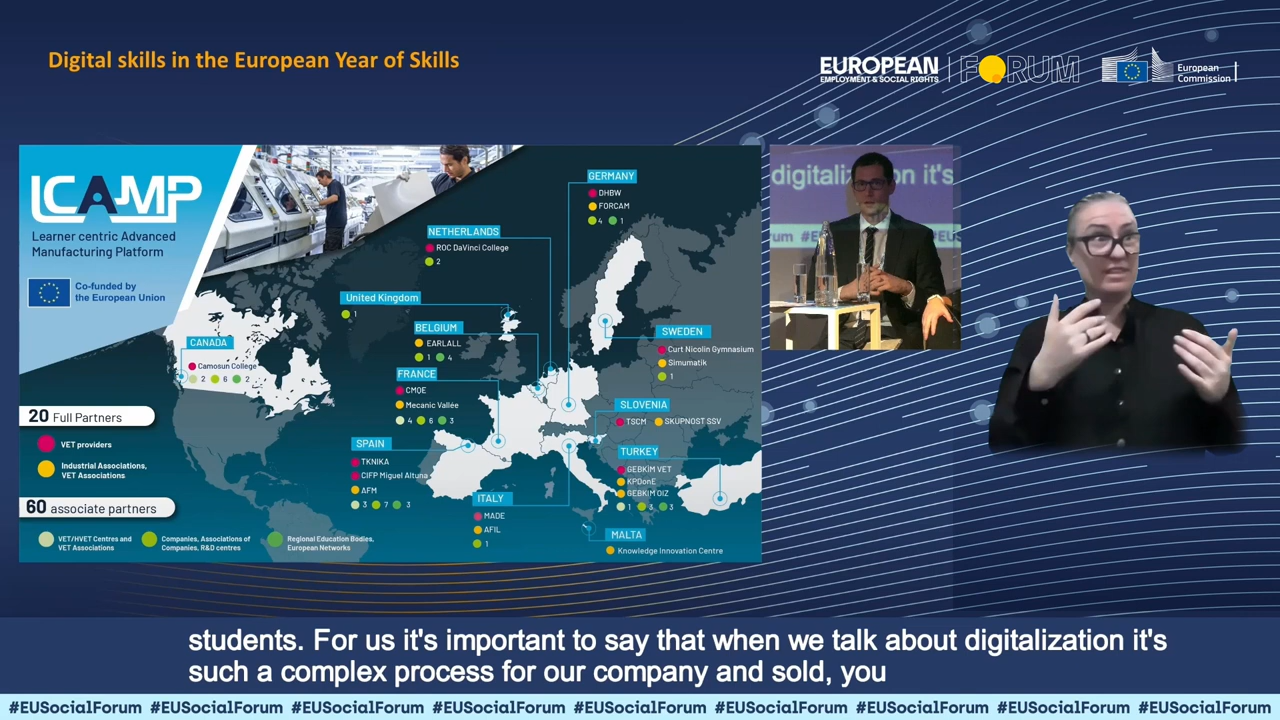 Digital skills in the European Year of Skills
EUROPEAN
EMPLOYMENT & SOCIAL RIGHTS
FORUM
European
Commission
LCAMP
Learner centric Advanced
Manufacturing Platform
Co-funded by
the European Union
GERMANY
DHBW
FORCAM
4 1
NETHERLANDS
ROC DaVinci College
2
United Kingdom
1
BELGIUM
EARLALL
1 4
SWEDEN
Curt Nicolin Gymnasium
Simumatik
1
CANADA
Camosun College
2 6 2
FRANCE
CMQE
Mecanic Vallée
4 6 3
SLOVENIA
TSCM SKUPNOST SSV
SPAIN
TKNIKA
CIFP Miguel Altuna
AFM
3 7 3
TURKEY
GEBKIM VET
KPDonE
GEBKIM OIZ
1 3 3
ITALY
MADE
AFIL
1
MALTA
Knowledge Innovation Centre
20 Full Partners
VET providers
Industrial Associations,
VET Associations
60 associate partners
VET/HVET Centres and
VET Associations
Companies, Associations of
Companies, R&D centres
Regional Education Bodies,
European Networks
digitalization it's
students. For us it's important to say that when we talk about digitalization it's
such a complex process for our company and sold, you
#EUSocialForum #EUSocialForum #EUSocialForum #EUSocialForum #EUSocialForum #EUSocialForum #EUSocialForum #EUSocialForum #EUSocialForum